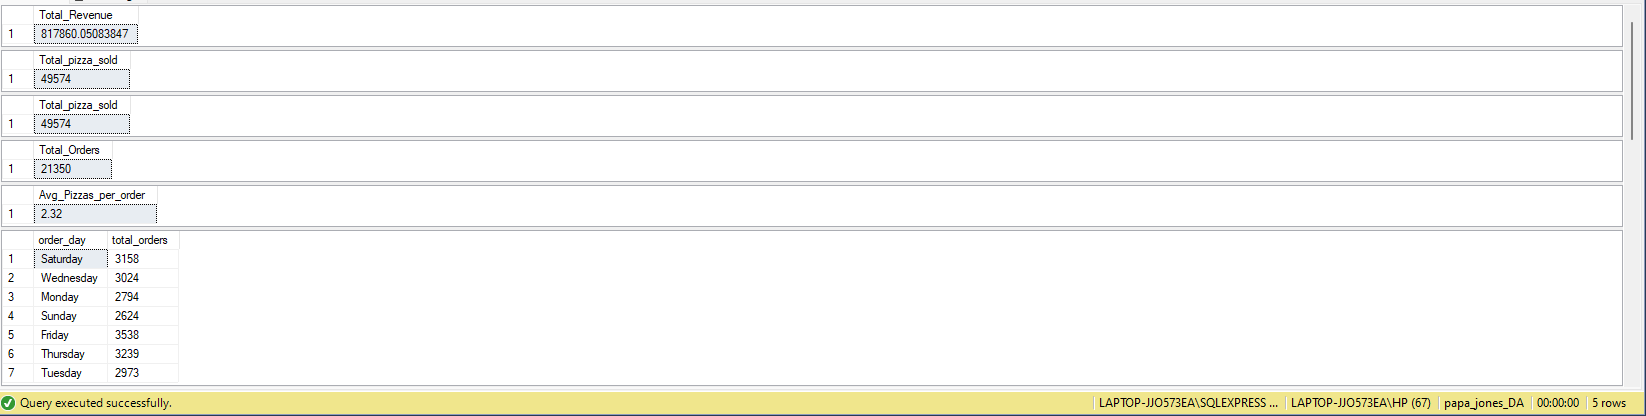 Total_Revenue
1 817860.05083847
Total_pizza_sold
1 49574
Total_pizza_sold
1 49574
Total_Orders
1 21350
Avg_Pizzas_per_order
1 2.32
order_day total_orders
1 Saturday 3158
2 Wednesday 3024
3 Monday 2794
4 Sunday 2624
5 Friday 3538
6 Thursday 3239
7 Tuesday 2973
Query executed successfully. LAPTOP-JJO573EA\SQLEXPRESS ... LAPTOP-JJO573EA\HP (67) papa_jones_DA 00:00:00 5 rows